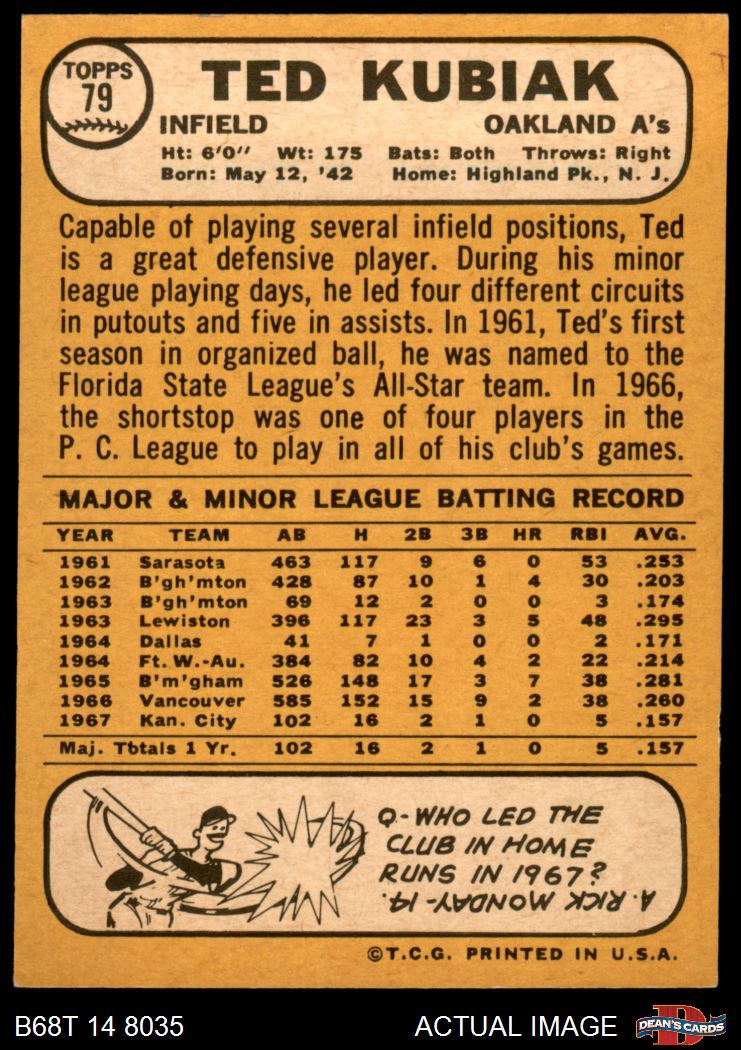 TOPPS
79
TED KUBIAK
INFIELD OAKLAND A's
Ht: 6'0" Wt: 175 Bats: Both Throws: Right
Born: May 12, '42 Home: Highland Pk., N. J.
Capable of playing several infield positions, Ted
is a great defensive player. During his minor
league playing days, he led four different circuits
in putouts and five in assists. In 1961, Ted's first
season in organized ball, he was named to the
Florida State League's All-Star team. In 1966,
the shortstop was one of four players in the
P. C. League to play in all of his club's games.
MAJOR & MINOR LEAGUE BATTING RECORD
YEAR TEAM AB H 2B 3B HR RBI AVG.
1961 Sarasota 463 117 9 6 0 53 .253
1962 B'gh'mton 428 87 10 1 4 30 .203
1963 B'gh'mton 69 12 2 0 0 3 .174
1963 Lewiston 396 117 23 3 5 48 .295
1964 Dallas 41 7 1 0 0 2 .171
1964 Ft. W.-Au. 384 82 10 4 2 22 .214
1965 B'm'gham 526 148 17 3 7 38 .281
1966 Vancouver 585 152 15 9 2 38 .260
1967 Kan. City 102 16 2 1 0 5 .157
Maj. Totals 1 Yr. 102 16 2 1 0 5 .157
Q-WHO LED THE
CLUB IN HOME
RUNS IN 1967?
A. RICK MONDAY-14.
©T.C.G. PRINTED IN U.S.A.
B68T 14 8035 ACTUAL IMAGE DEAN'S CARDS